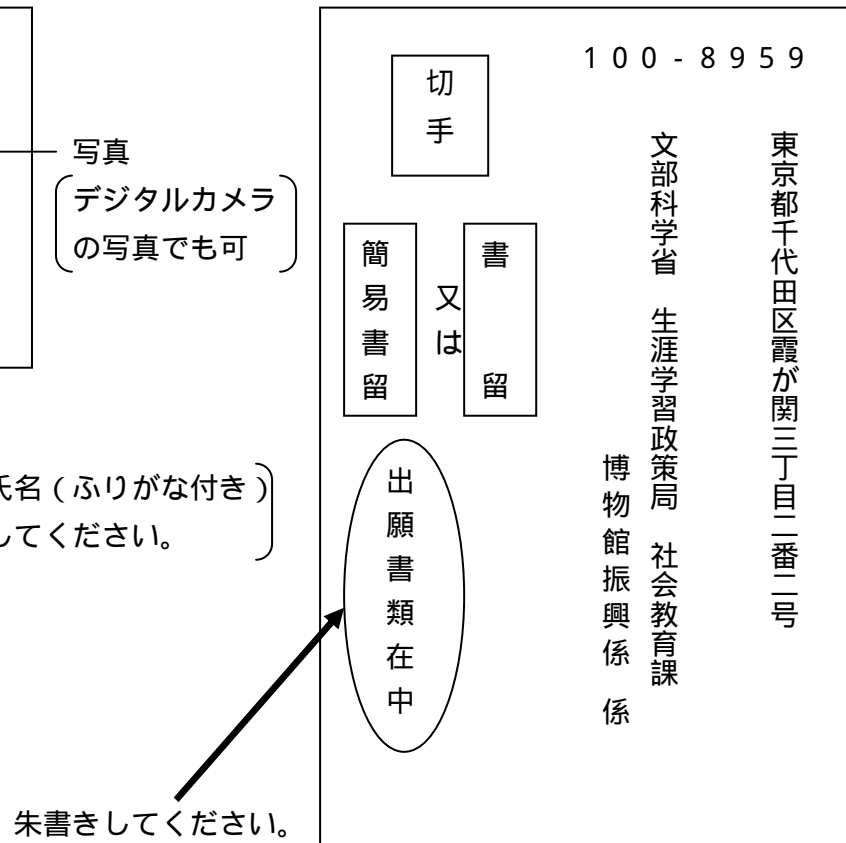 写真
デジタルカメラ
の写真でも可
氏名（ふりがな付き）
してください。
朱書きしてください。
100-8959
東京都千代田区霞が関三丁目二番二号
文部科学省　生涯学習政策局　社会教育課
博物館振興係　係
切手
書留
又は
簡易書留
出願書類在中